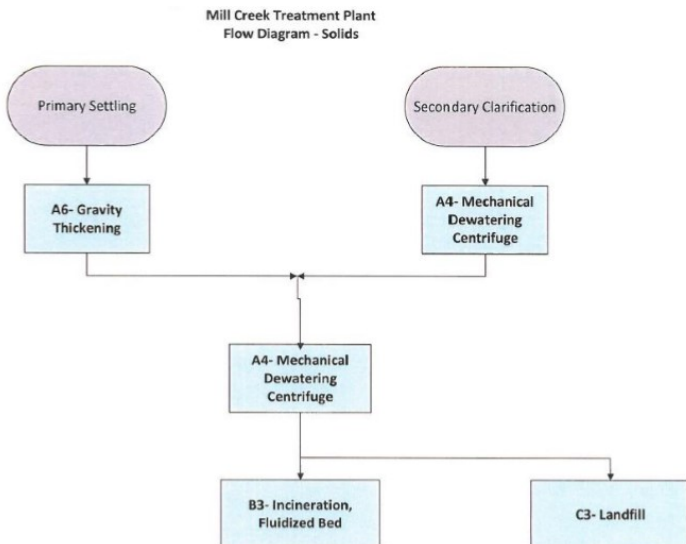 Mill Creek Treatment Plant
Flow Diagram - Solids
Primary Settling
Secondary Clarification
A6- Gravity
Thickening
A4- Mechanical
Dewatering
Centrifuge
A4- Mechanical
Dewatering
Centrifuge
B3- Incineration,
Fluidized Bed
C3- Landfill